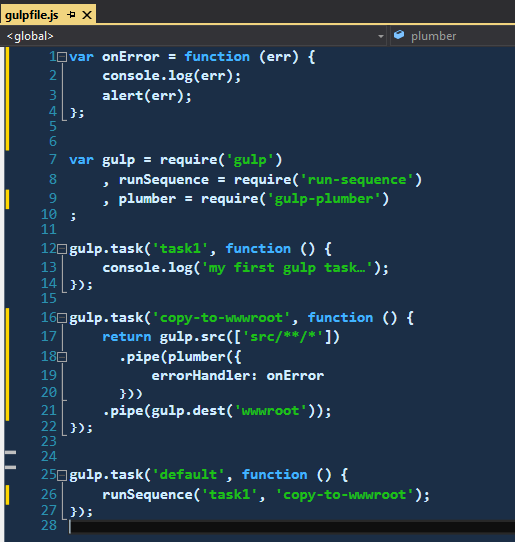 gulpfile.js
<global> plumber
1 var onError = function (err) {
2 console.log(err);
3 alert(err);
4 };
5
6
7 var gulp = require('gulp')
8 , runSequence = require('run-sequence')
9 , plumber = require('gulp-plumber')
10 ;
11
12 gulp.task('task1', function () {
13 console.log('my first gulp task…');
14 });
15
16 gulp.task('copy-to-wwwroot', function () {
17 return gulp.src(['src/**/*'])
18 .pipe(plumber({
19 errorHandler: onError
20 }))
21 .pipe(gulp.dest('wwwroot'));
22 });
23
24
25 gulp.task('default', function () {
26 runSequence('task1', 'copy-to-wwwroot');
27 });
28